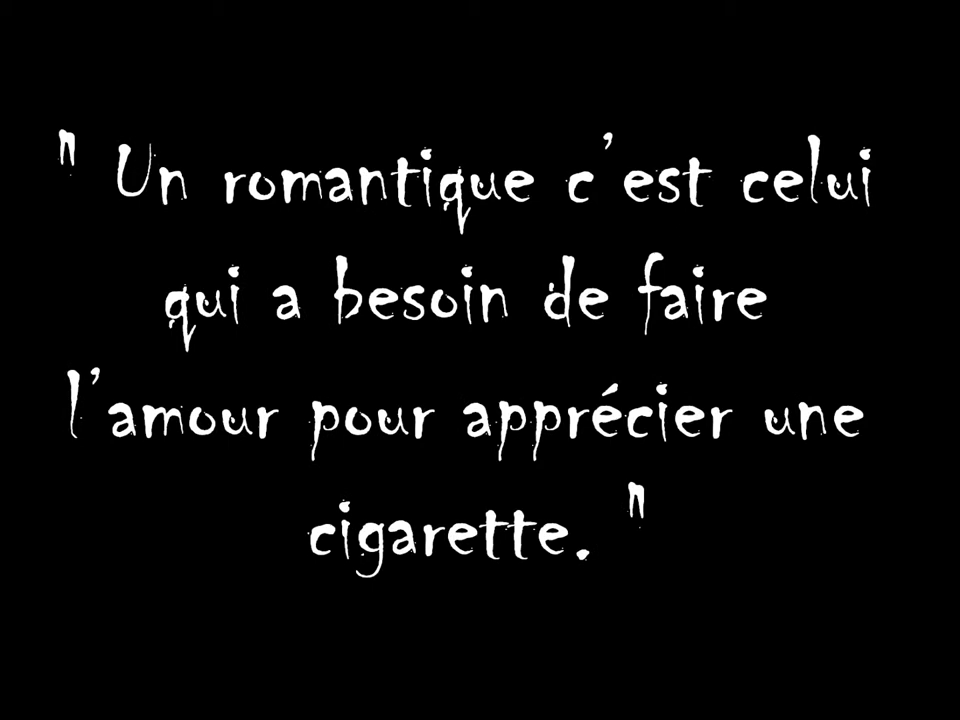 " Un romantique c'est celui
qui a besoin de faire
l'amour pour apprécier une
cigarette. "